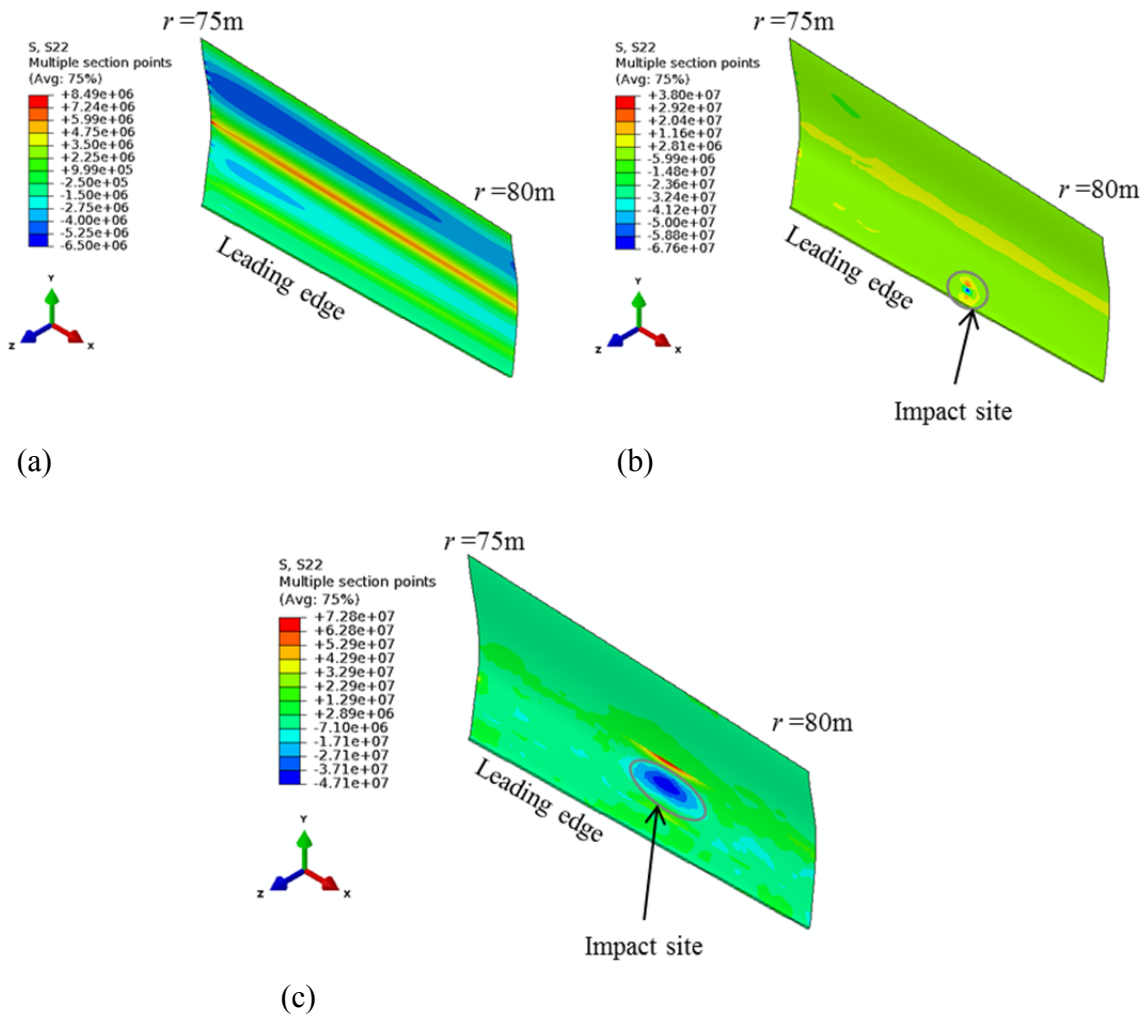 r =75m
S, S22
Multiple section points
(Avg: 75%)
+8.49e+06
+7.24e+06
+5.99e+06
+4.75e+06
+3.50e+06
+2.25e+06
+9.99e+05
-2.50e+05
-1.50e+06
-2.75e+06
-4.00e+06
-5.25e+06
-6.50e+06
r =80m
Leading edge
Y
Z
X
(a)
r =75m
S, S22
Multiple section points
(Avg: 75%)
+3.80e+07
+2.92e+07
+2.04e+07
+1.16e+07
+2.81e+06
-5.99e+06
-1.48e+07
-2.36e+07
-3.24e+07
-4.12e+07
-5.00e+07
-5.88e+07
-6.76e+07
r =80m
Leading edge
Impact site
Y
Z
X
(b)
r =75m
S, S22
Multiple section points
(Avg: 75%)
+7.28e+07
+6.28e+07
+5.29e+07
+4.29e+07
+3.29e+07
+2.29e+07
+1.29e+07
+2.89e+06
-7.10e+06
-1.71e+07
-2.71e+07
-3.71e+07
-4.71e+07
r =80m
Leading edge
Impact site
Y
Z
X
(c)